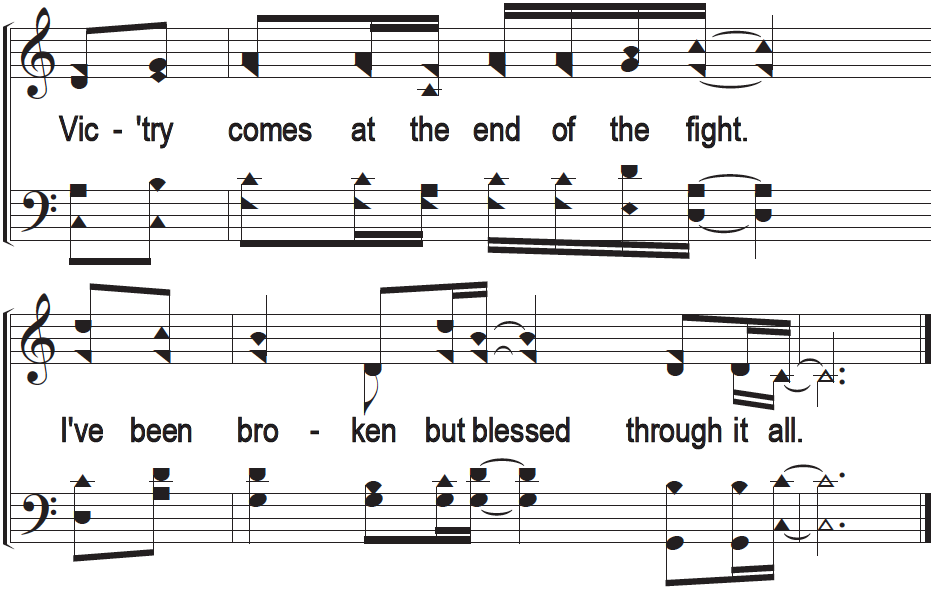 Vic - 'try comes at the end of the fight.
I've been bro - ken but blessed through it all.